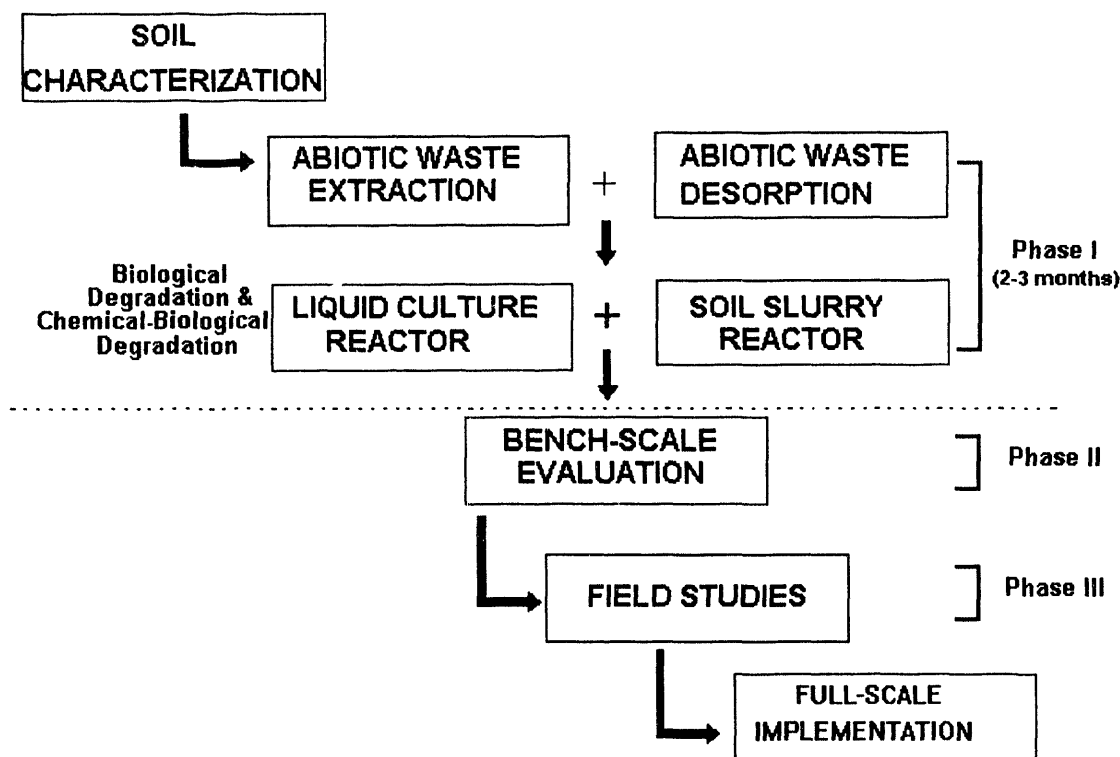 SOIL
CHARACTERIZATION
ABIOTIC WASTE
EXTRACTION
+
ABIOTIC WASTE
DESORPTION
Phase I
(2-3 months)
Biological
Degradation &
Chemical-Biological
Degradation
LIQUID CULTURE
REACTOR
+
SOIL SLURRY
REACTOR
BENCH-SCALE
EVALUATION
Phase II
FIELD STUDIES
Phase III
FULL-SCALE
IMPLEMENTATION